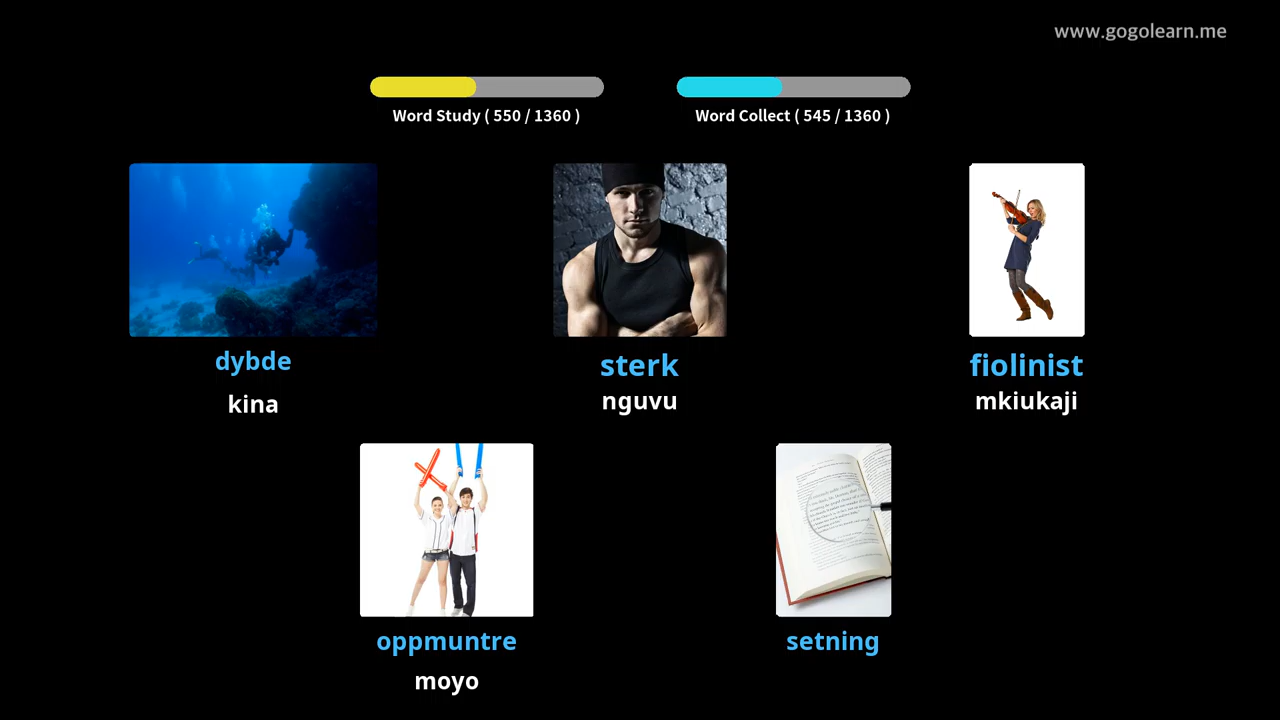 www.gogolearn.me
Word Study ( 550 / 1360 )
Word Collect ( 545 / 1360 )
dybde
kina
sterk
nguvu
fiolinist
mkiukaji
oppmuntre
moyo
setning